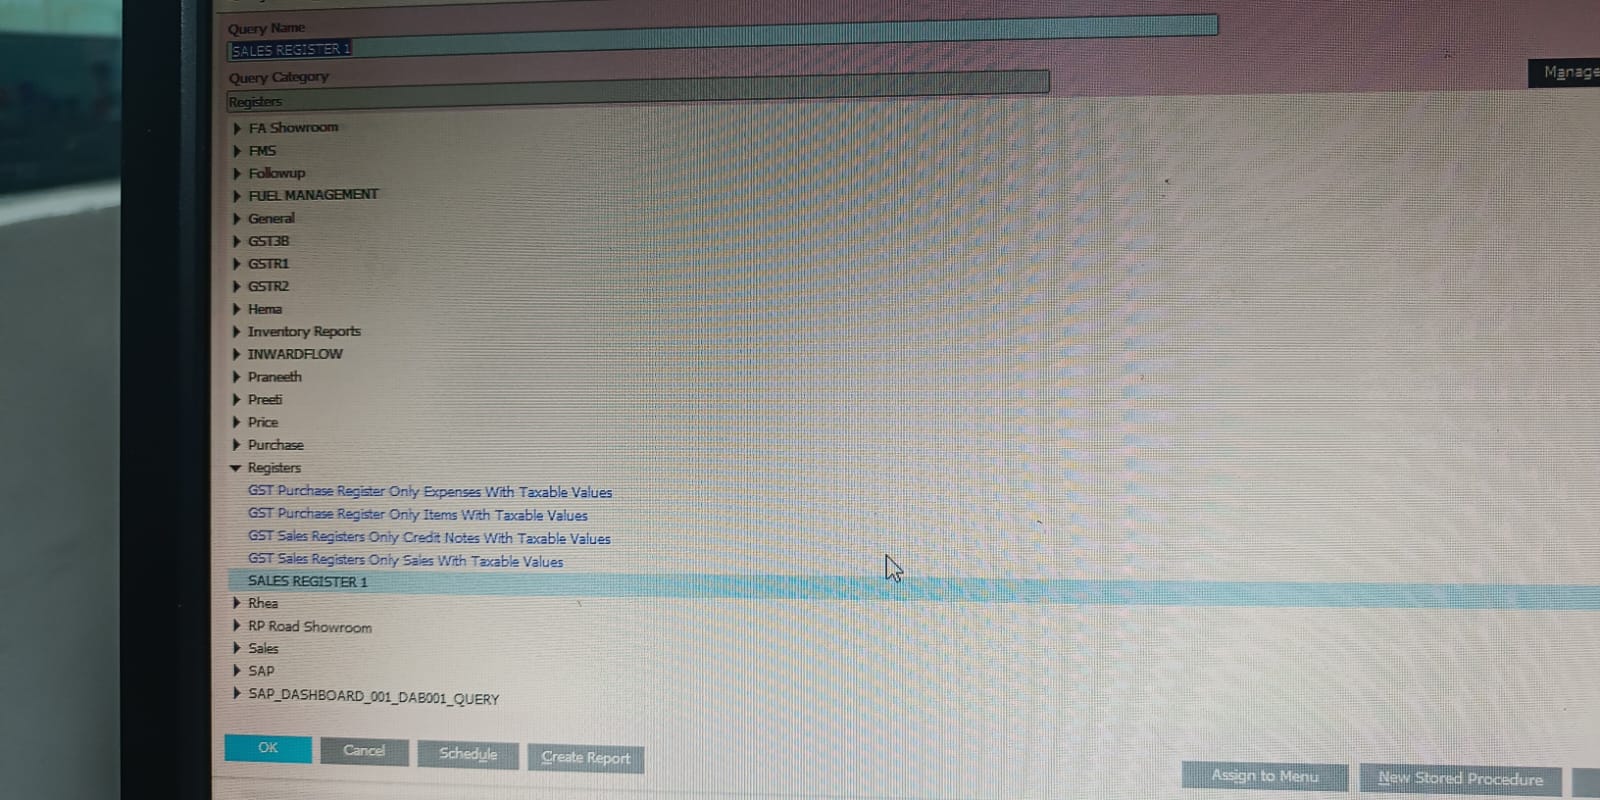 Query Name
SALES REGISTER 1
Query Category
Registers
Manage
FA Showroom
FMS
Followup
FUEL MANAGEMENT
General
GST3B
GSTR1
GSTR2
Hema
Inventory Reports
INWARDFLOW
Praneeth
Preeti
Price
Purchase
Registers
GST Purchase Register Only Expenses With Taxable Values
GST Purchase Register Only Items With Taxable Values
GST Sales Registers Only Credit Notes With Taxable Values
GST Sales Registers Only Sales With Taxable Values
SALES REGISTER 1
Rhea
RP Road Showroom
Sales
SAP
SAP_DASHBOARD_001_DAB001_QUERY
OK Cancel Schedule Create Report
Assign to Menu New Stored Procedure